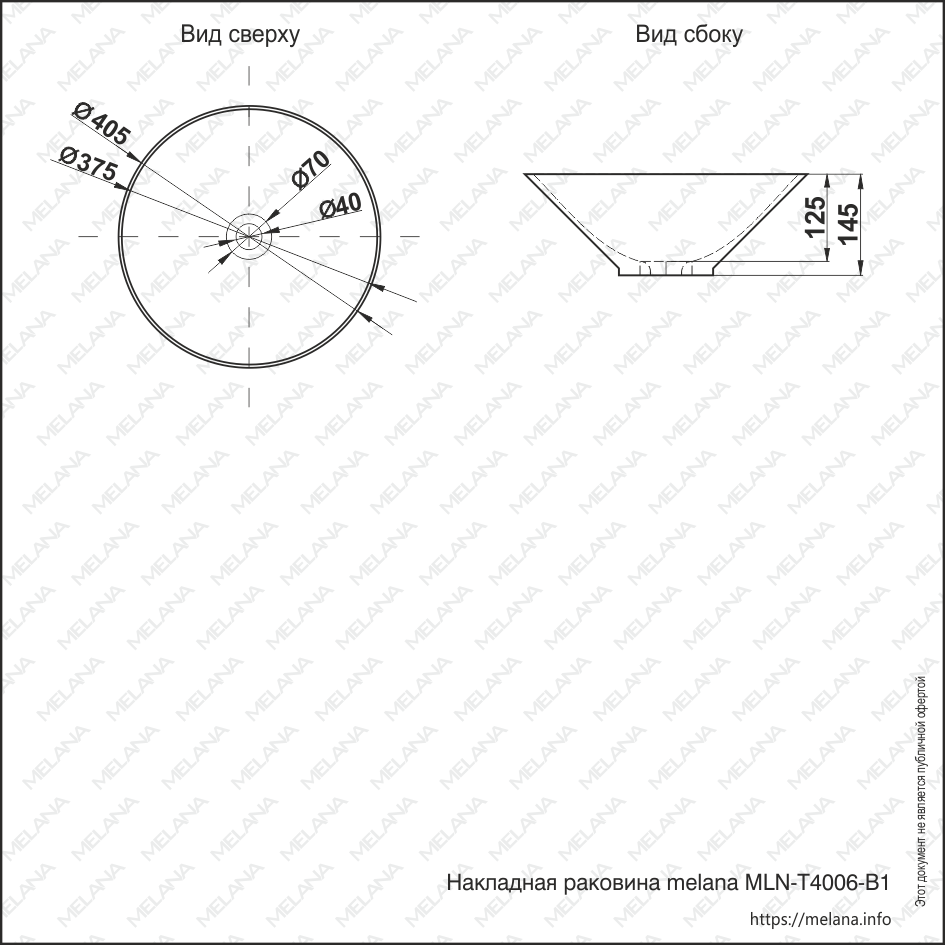 Вид сверху
Вид сбоку
Ø405
Ø375
Ø70
Ø40
125
145
Этот документ не является публичной офертой
Накладная раковина melana MLN-T4006-B1
https://melana.info
MELANA